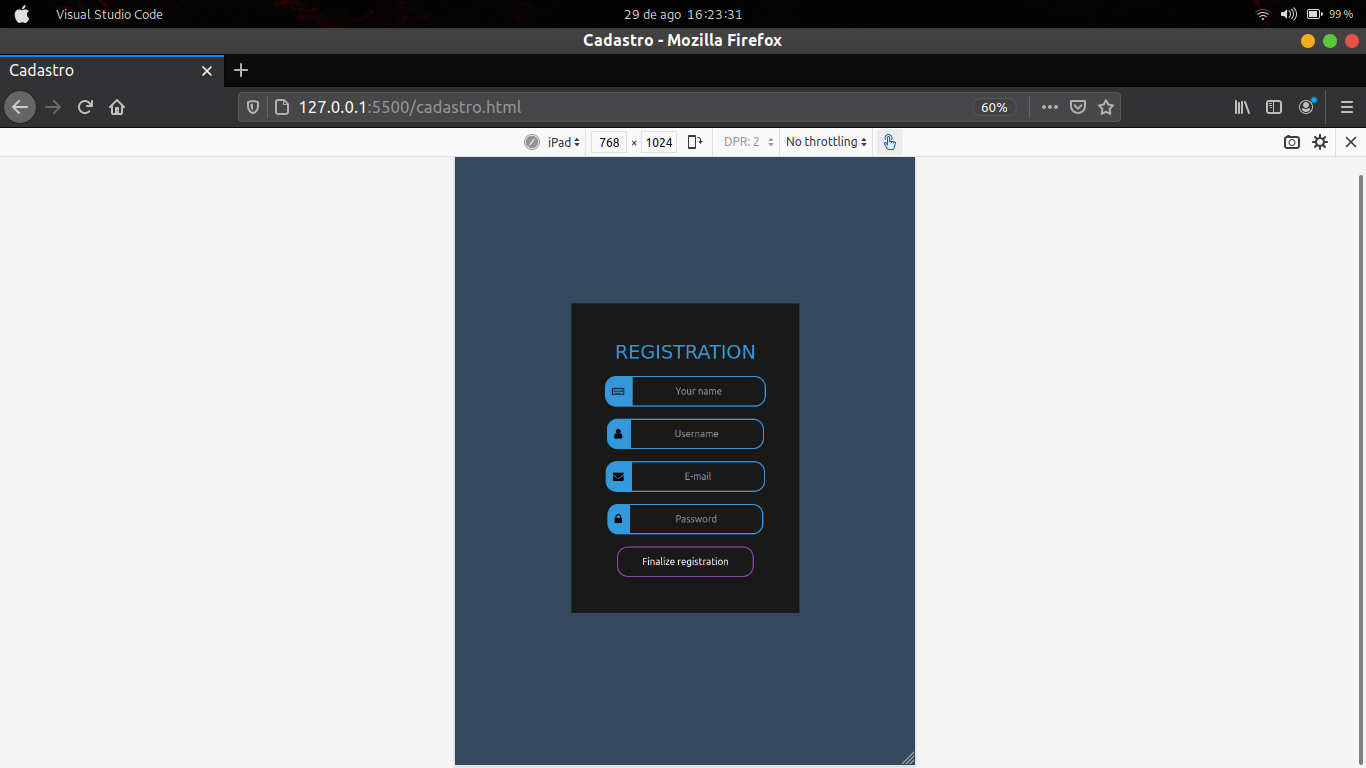 Visual Studio Code
29 de ago 16:23:31
99 %
Cadastro - Mozilla Firefox
Cadastro
127.0.0.1:5500/cadastro.html
60%
iPad
768 × 1024
DPR: 2
No throttling
REGISTRATION
Your name
Username
E-mail
Password
Finalize registration